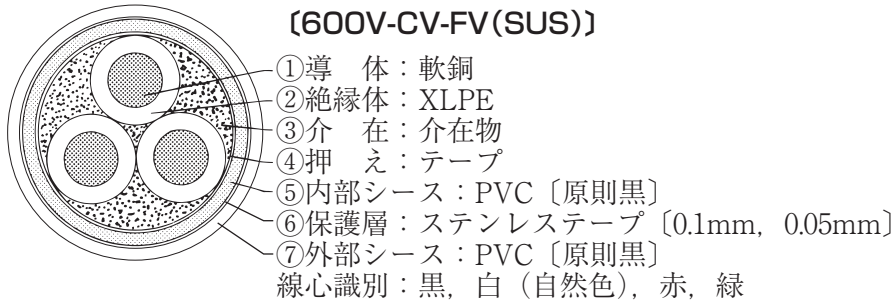 〔600V-CV-FV(SUS)〕
①導　体：軟銅
②絶縁体：XLPE
③介　在：介在物
④押　え：テープ
⑤内部シース：PVC〔原則黒〕
⑥保護層：ステンレステープ〔0.1mm，0.05mm〕
⑦外部シース：PVC〔原則黒〕
線心識別：黒，白（自然色），赤，緑